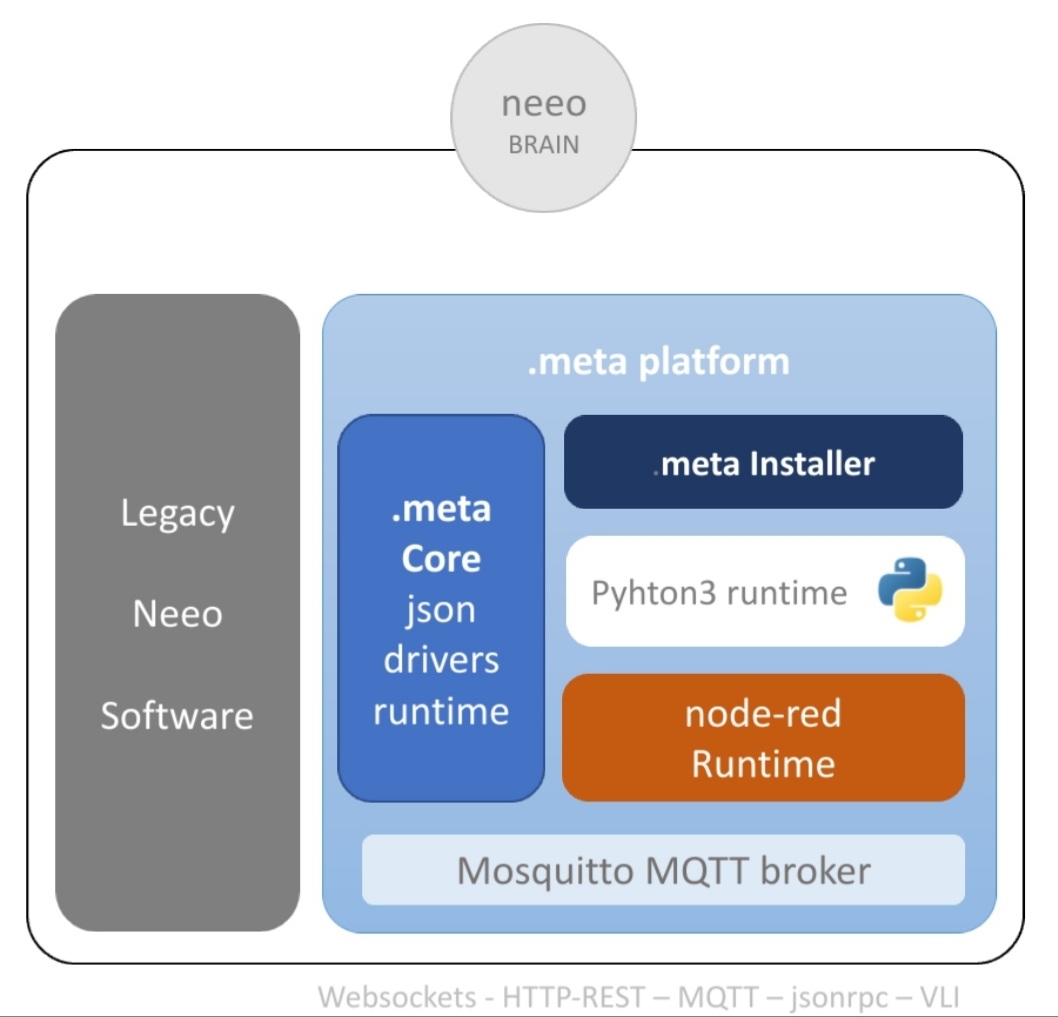 neeo
BRAIN
Legacy
Neeo
Software
.meta platform
.meta
Core
json
drivers
runtime
.meta Installer
Pyhton3 runtime
node-red
Runtime
Mosquitto MQTT broker
Websockets - HTTP-REST – MQTT – jsonrpc – VLI